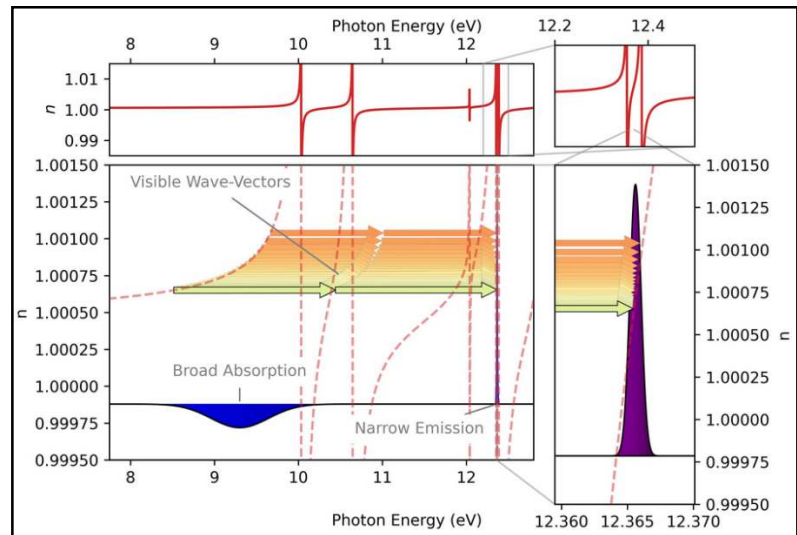 Photon Energy (eV)
8 9 10 11 12
12.2 12.4
1.01
1.00
0.99
n
1.00150
1.00125
1.00100
1.00075
1.00050
1.00025
1.00000
0.99975
0.99950
n
Visible Wave-Vectors
Broad Absorption
Narrow Emission
8 9 10 11 12
Photon Energy (eV)
1.00150
1.00125
1.00100
1.00075
1.00050
1.00025
1.00000
0.99975
0.99950
n
12.360 12.365 12.370